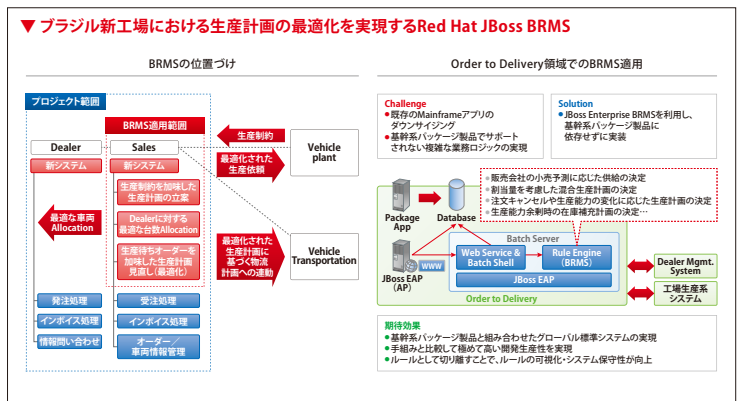 ▼ ブラジル新工場における生産計画の最適化を実現するRed Hat JBoss BRMS
BRMSの位置づけ
プロジェクト範囲
BRMS適用範囲
Dealer
Sales
新システム
新システム
生産制約を加味した
生産計画の立案
Dealerに対する
最適な台数Allocation
生産待ちオーダーを
加味した生産計画
見直し(最適化)
最適な車両
Allocation
発注処理
インボイス処理
情報問い合わせ
受注処理
インボイス処理
オーダー/
車両情報管理
生産制約
最適化された
生産依頼
Vehicle
plant
最適化された
生産計画に
基づく物流
計画への連動
Vehicle
Transportation
Order to Delivery領域でのBRMS適用
Challenge
●既存のMainframeアプリの
ダウンサイジング
●基幹系パッケージ製品でサポート
されない複雑な業務ロジックの実現
Solution
●JBoss Enterprise BRMSを利用し、
基幹系パッケージ製品に
依存せずに実装
●販売会社の小売予測に応じた供給の決定
●割当量を考慮した混合生産計画の決定
●注文キャンセルや生産能力の変化に応じた生産計画の決定
●生産能力余剰時の在庫補充計画の決定…
Package
App
Database
Batch Server
Web Service &
Batch Shell
Rule Engine
(BRMS)
JBoss EAP
WWW
JBoss EAP
(AP)
Order to Delivery
Dealer Mgmt.
System
工場生産系
システム
期待効果
●基幹系パッケージ製品と組み合わせたグローバル標準システムの実現
●手組みと比較して極めて高い開発生産性を実現
●ルールとして切り離すことで、ルールの可視化・システム保守性が向上